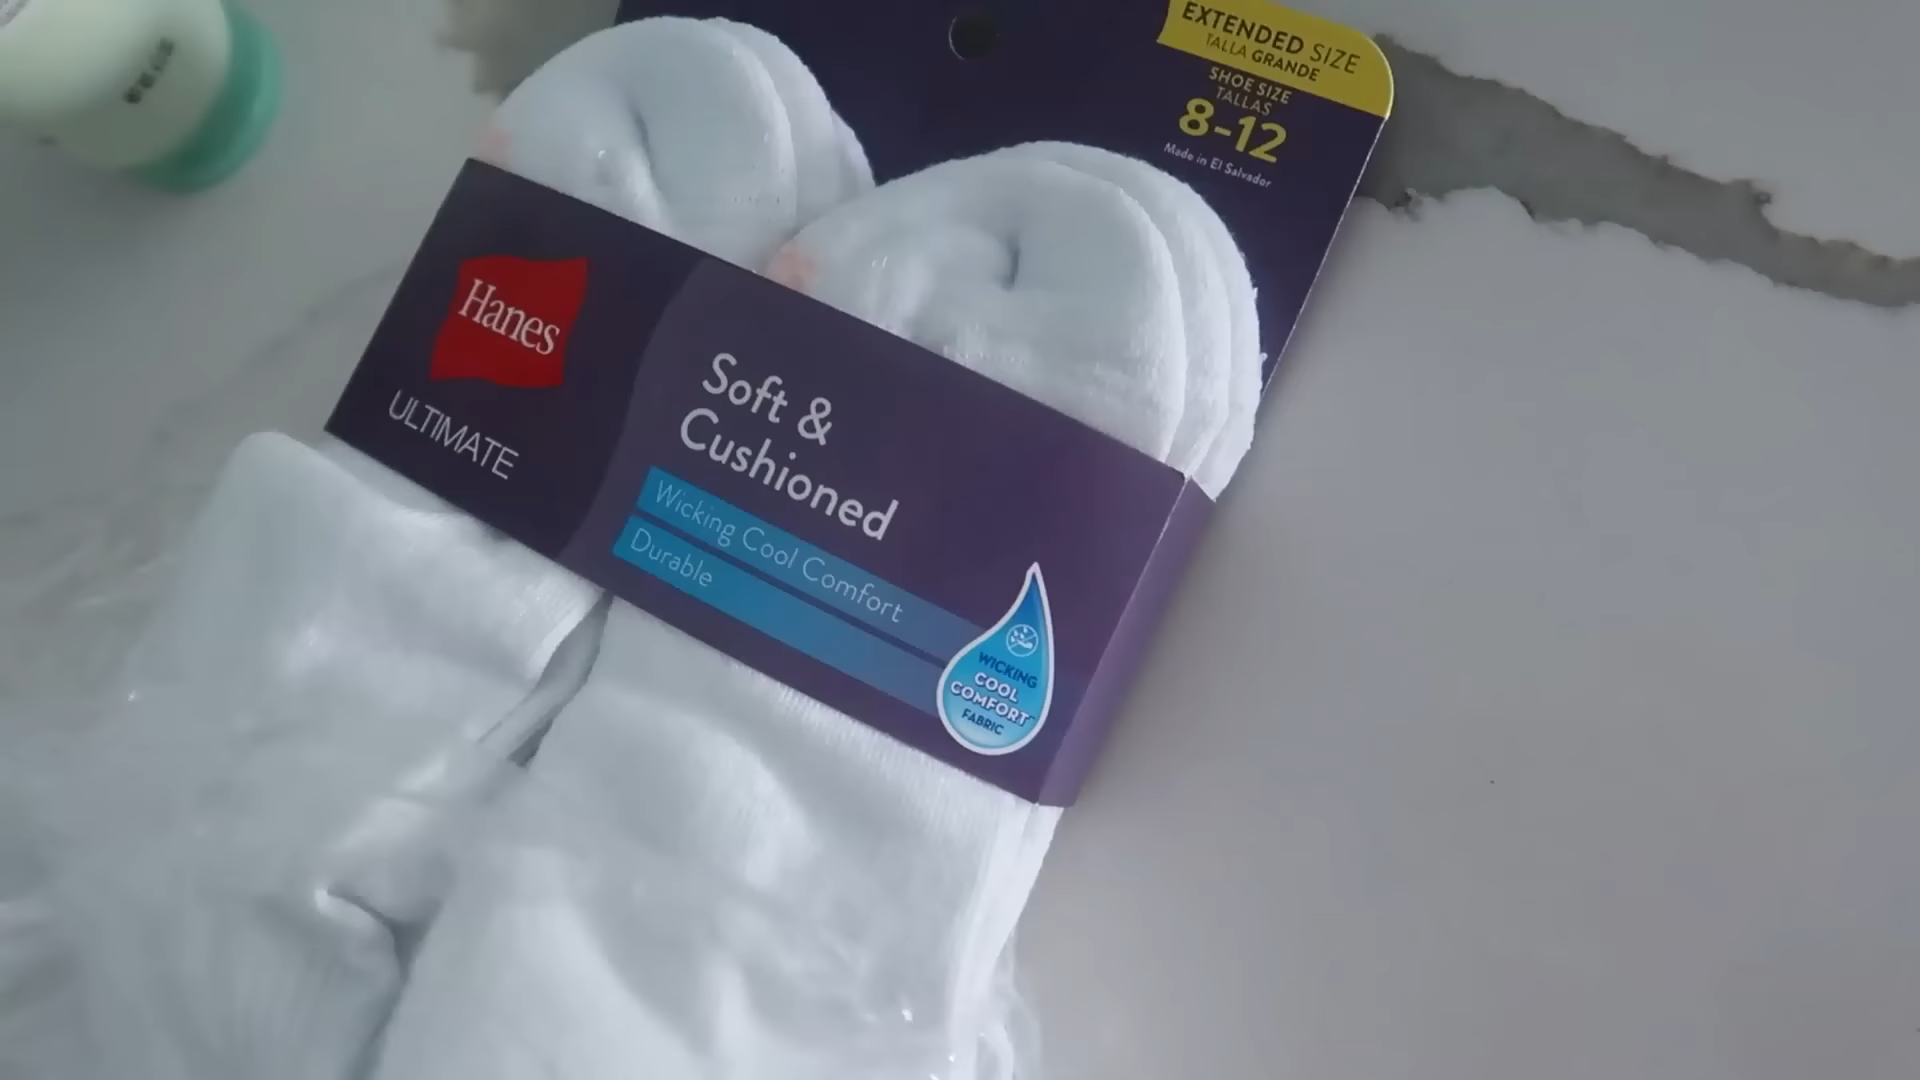 EXTENDED SIZE
TALLA GRANDE
SHOE SIZE
TALLAS
8-12
Made in El Salvador
Hanes
ULTIMATE
Soft &
Cushioned
Wicking Cool Comfort
Durable
WICKING
COOL
COMFORT™
FABRIC